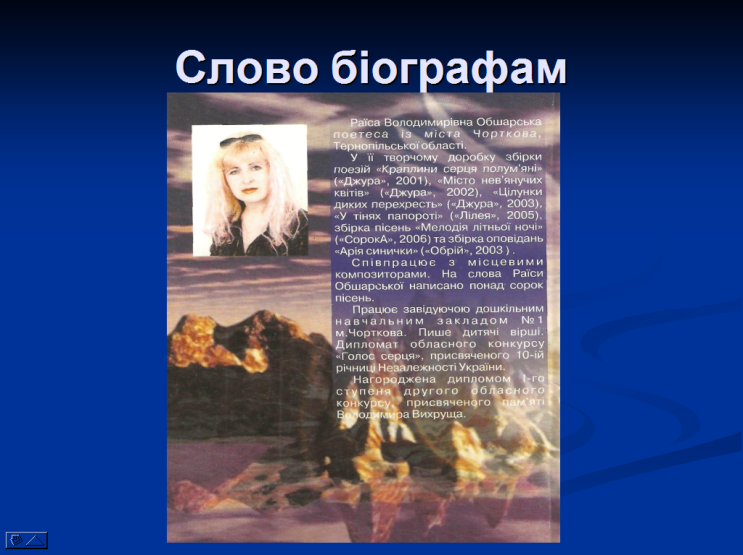 Слово біографам
Раїса Володимирівна Обшарська
поетеса із міста Чорткова,
Тернопільської області.
У її творчому доробку збірки
поезій «Краплини серця полум'яні»
(«Джура», 2001), «Місто нев'янучих
квітів» («Джура», 2002), «Цілунки
диких перехресть» («Джура», 2003),
«У тінях папороті» («Лілея», 2005),
збірка пісень «Мелодія літньої ночі»
(«СорокА», 2006) та збірка оповідань
«Арія синички» («Обрій», 2003 ) .
Співпрацює з місцевими
композиторами. На слова Раїси
Обшарської написано понад сорок
пісень.
Працює завідуючою дошкільним
навчальним закладом №1
м.Чорткова. Пише дитячі вірші.
Дипломат обласного конкурсу
«Голос серця», присвяченого 10-ій
річниці Незалежності України.
Нагороджена дипломом І-го
ступеня другого обласного
конкурсу, присвяченого пам'яті
Володимира Вихруща.